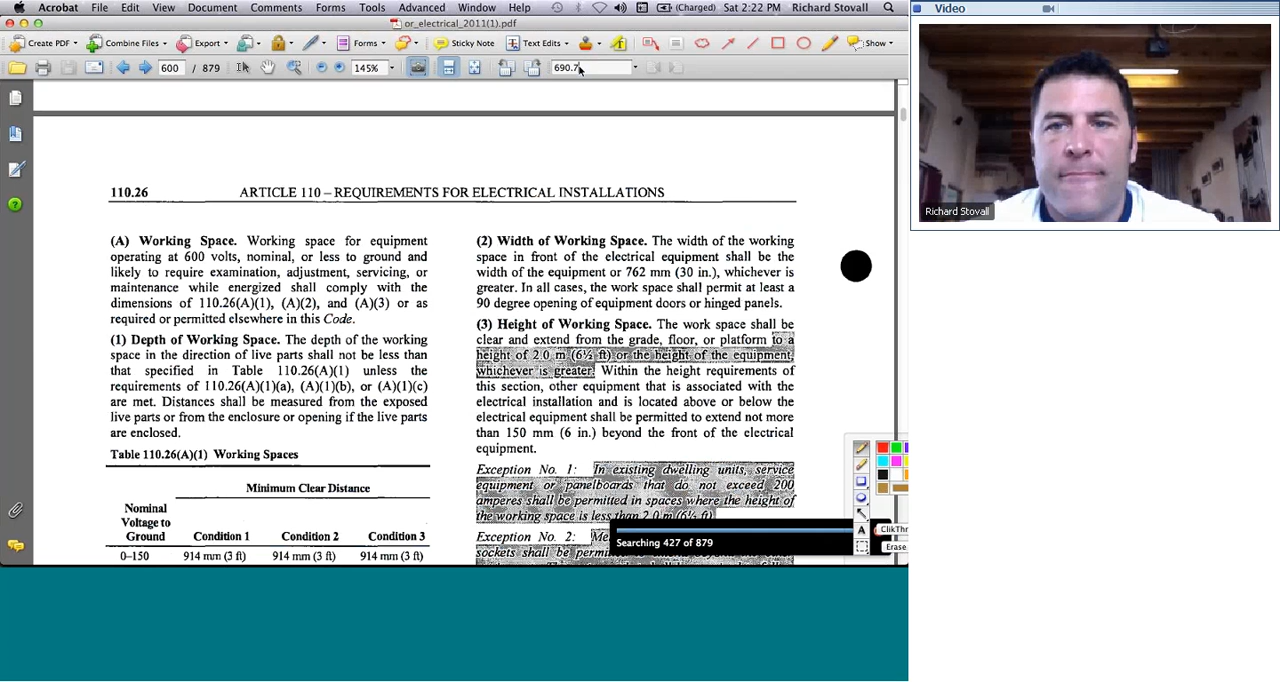 Acrobat File Edit View Document Comments Forms Tools Advanced Window Help (Charged) Sat 2:22 PM Richard Stovall
or_electrical_2011(1).pdf
Create PDF Combine Files Export Forms Sticky Note Text Edits Show
600 / 879 145% 690.7
110.26 ARTICLE 110 – REQUIREMENTS FOR ELECTRICAL INSTALLATIONS
(A) Working Space. Working space for equipment
operating at 600 volts, nominal, or less to ground and
likely to require examination, adjustment, servicing, or
maintenance while energized shall comply with the
dimensions of 110.26(A)(1), (A)(2), and (A)(3) or as
required or permitted elsewhere in this Code.
(1) Depth of Working Space. The depth of the working
space in the direction of live parts shall not be less than
that specified in Table 110.26(A)(1) unless the
requirements of 110.26(A)(1)(a), (A)(1)(b), or (A)(1)(c)
are met. Distances shall be measured from the exposed
live parts or from the enclosure or opening if the live parts
are enclosed.
Table 110.26(A)(1) Working Spaces
Minimum Clear Distance
Nominal
Voltage to
Ground Condition 1 Condition 2 Condition 3
0–150 914 mm (3 ft) 914 mm (3 ft) 914 mm (3 ft)
(2) Width of Working Space. The width of the working
space in front of the electrical equipment shall be the
width of the equipment or 762 mm (30 in.), whichever is
greater. In all cases, the work space shall permit at least a
90 degree opening of equipment doors or hinged panels.
(3) Height of Working Space. The work space shall be
clear and extend from the grade, floor, or platform to a
height of 2.0 m (6½ ft) or the height of the equipment,
whichever is greater. Within the height requirements of
this section, other equipment that is associated with the
electrical installation and is located above or below the
electrical equipment shall be permitted to extend not more
than 150 mm (6 in.) beyond the front of the electrical
equipment.
Exception No. 1: In existing dwelling units, service
equipment or panelboards that do not exceed 200
amperes shall be permitted in spaces where the height of
the working space is less than 2.0 m (6½ ft).
Exception No. 2:
sockets shall be
Searching 427 of 879
A ClikThr
Erase
Video
Richard Stovall